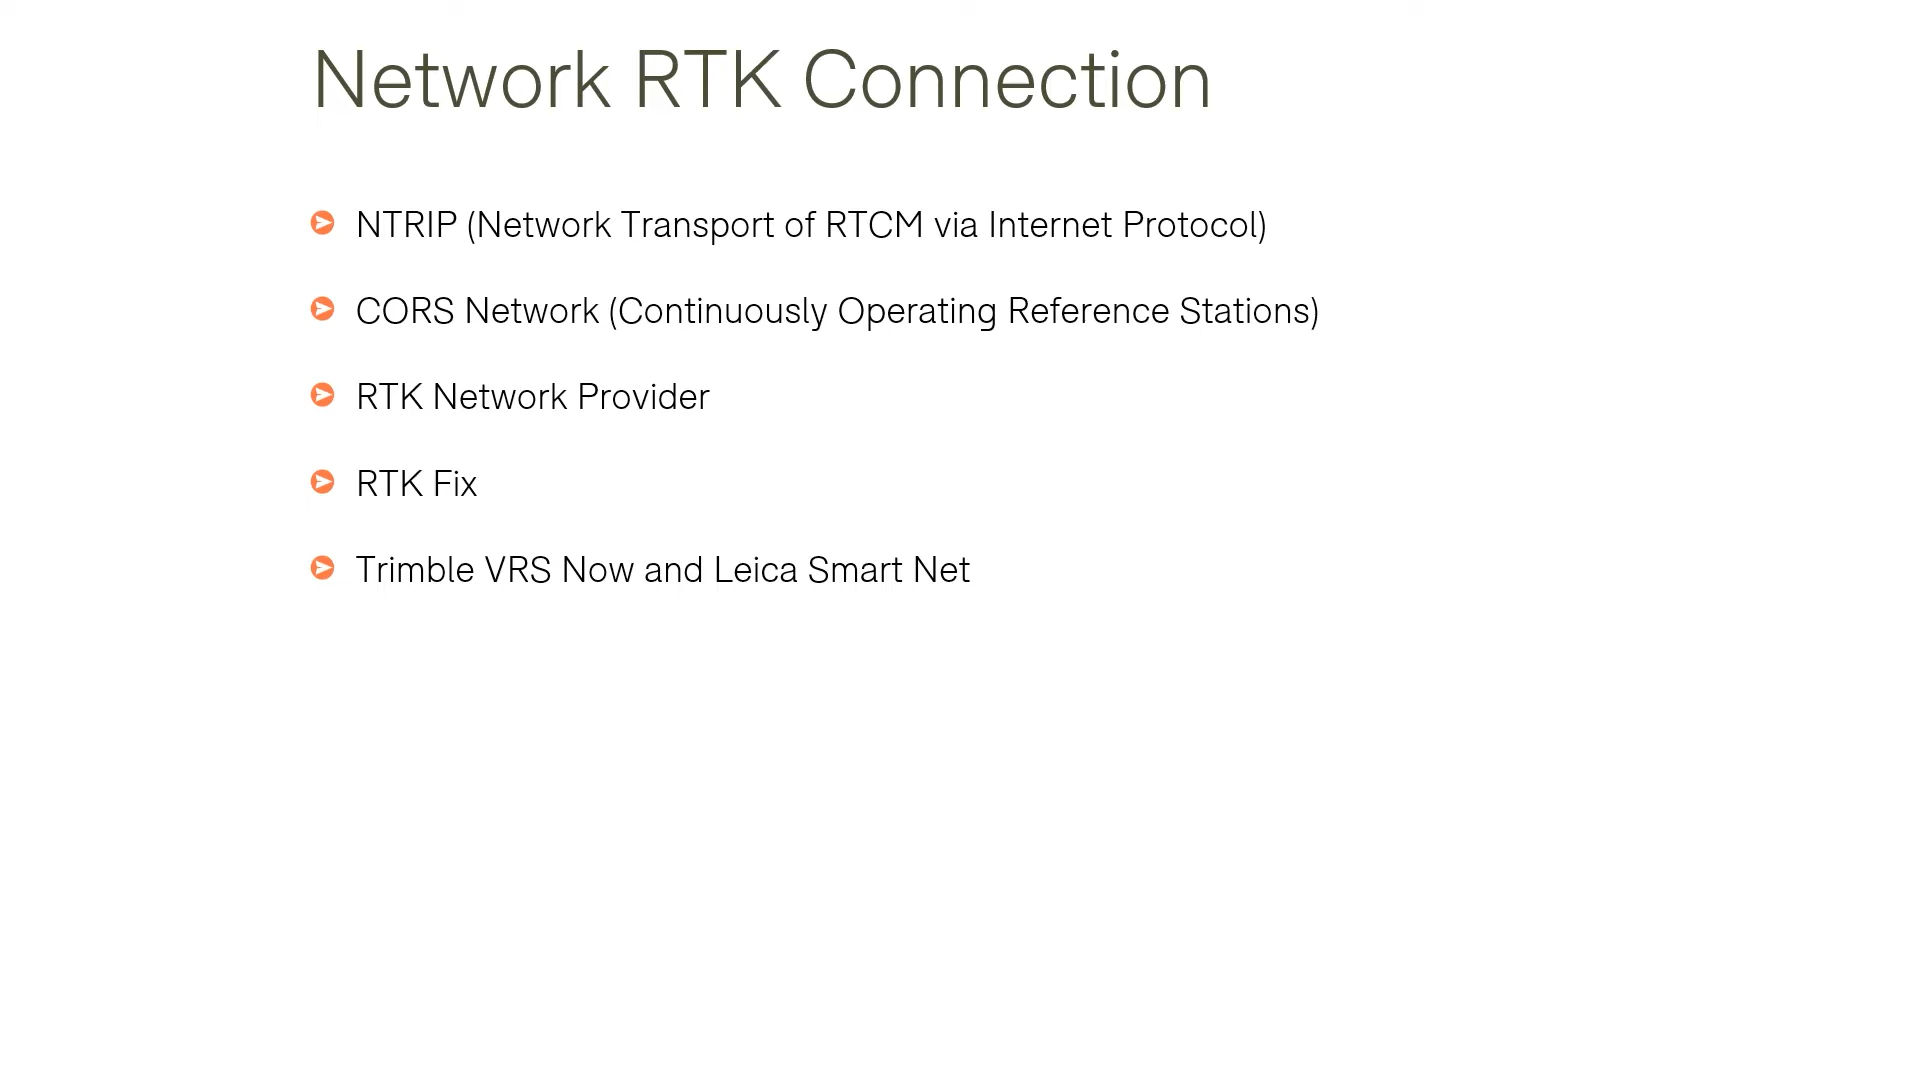 Network RTK Connection
NTRIP (Network Transport of RTCM via Internet Protocol)
CORS Network (Continuously Operating Reference Stations)
RTK Network Provider
RTK Fix
Trimble VRS Now and Leica Smart Net